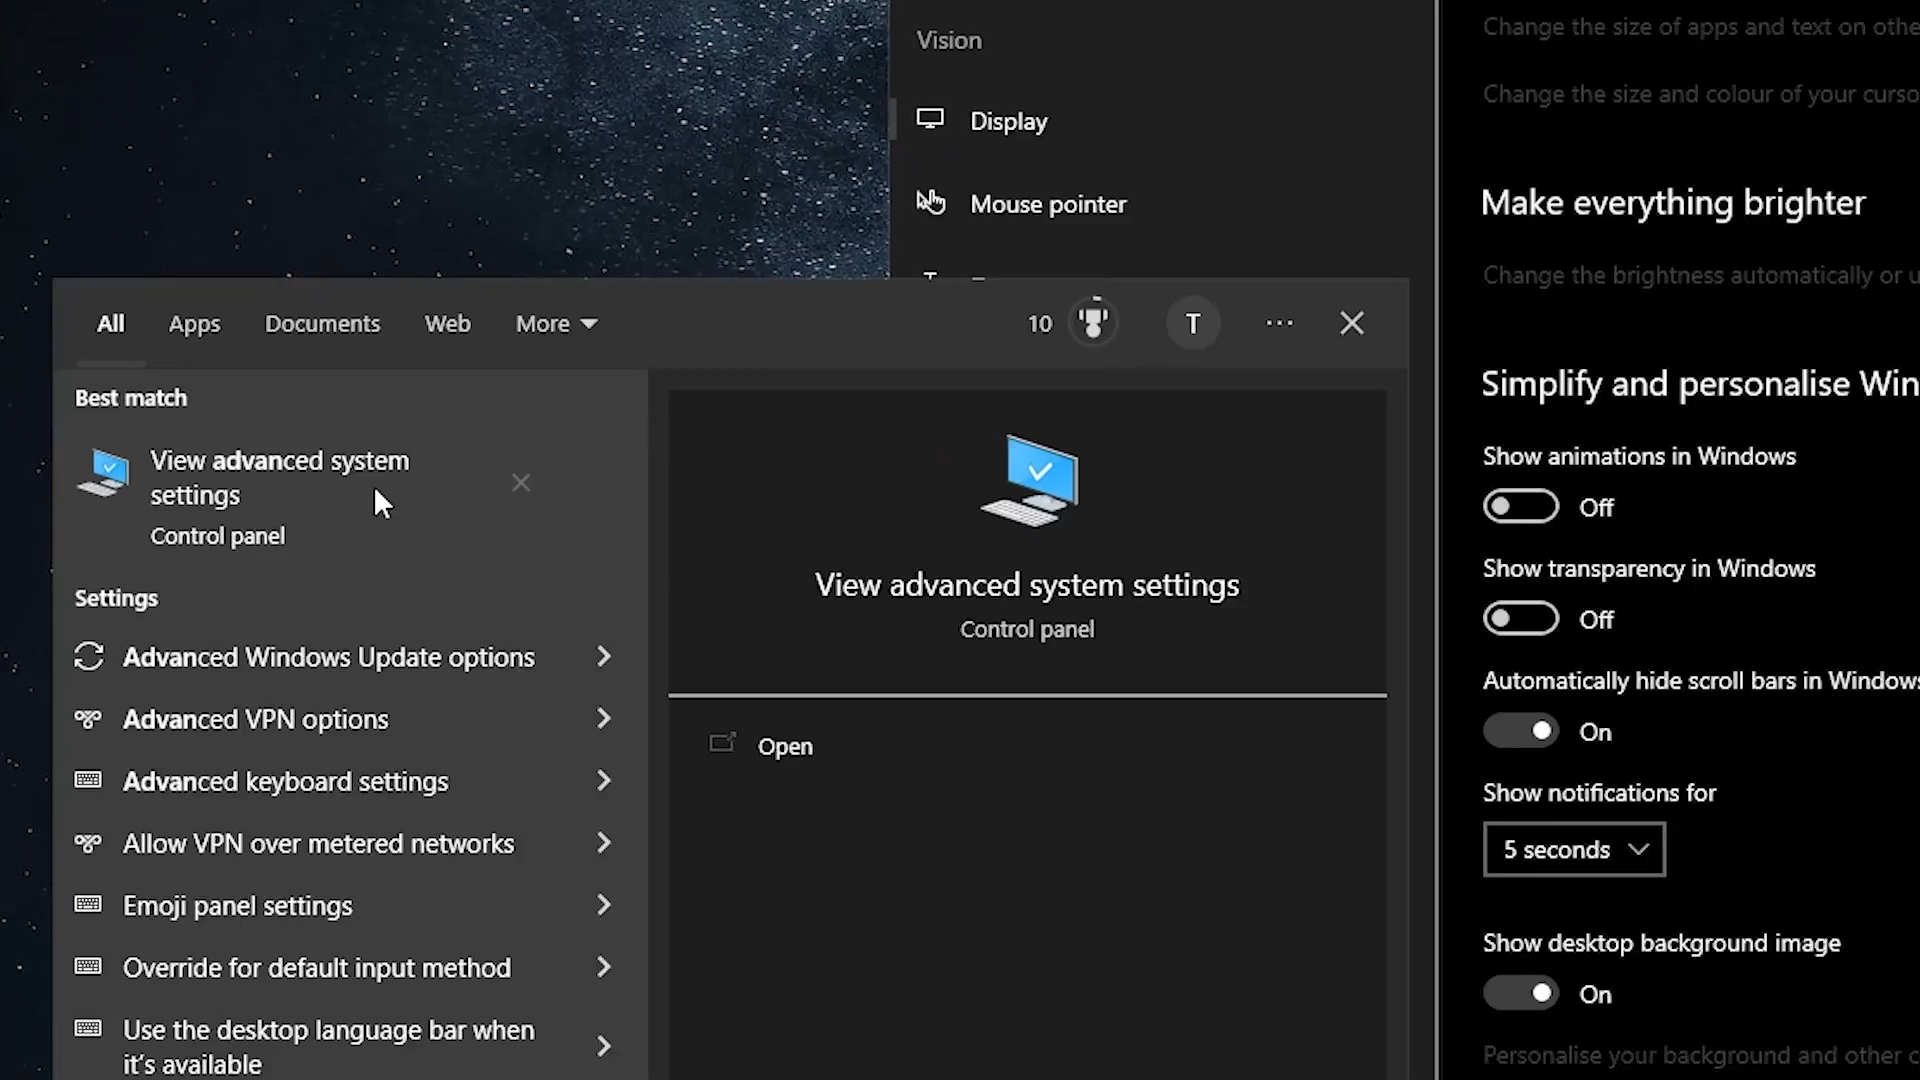 Vision
Display
Mouse pointer
All
Apps
Documents
Web
More
10
T
Best match
View advanced system
settings
Control panel
Settings
Advanced Windows Update options
Advanced VPN options
Advanced keyboard settings
Allow VPN over metered networks
Emoji panel settings
Override for default input method
Use the desktop language bar when
it's available
View advanced system settings
Control panel
Open
Change the size of apps and text on
Change the size and colour of your
Make everything brighter
Change the brightness automatically or
Simplify and personalise
Show animations in Windows
Off
Show transparency in Windows
Off
Automatically hide scroll bars in Windows
On
Show notifications for
5 seconds
Show desktop background image
On
Personalise your background and other